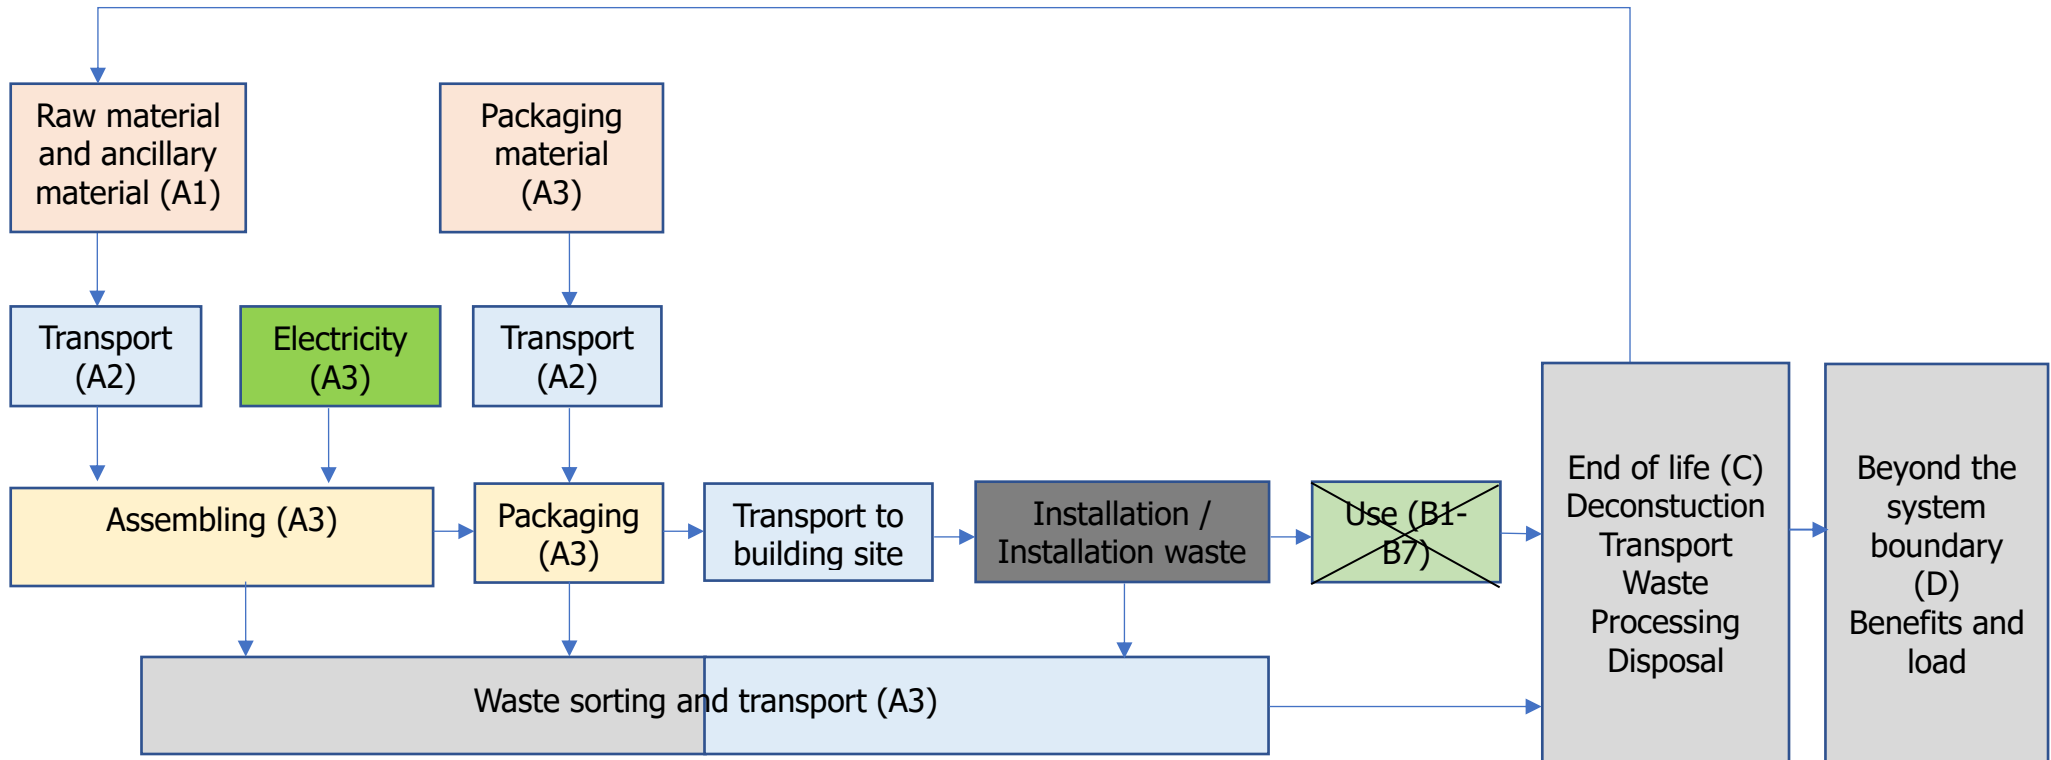 Raw material
and ancillary
material (A1)
Packaging
material
(A3)
Transport
(A2)
Electricity
(A3)
Transport
(A2)
Assembling (A3)
Packaging
(A3)
Transport to
building site
Installation /
Installation waste
Use (B1-
B7)
End of life (C)
Deconstuction
Transport
Waste
Processing
Disposal
Beyond the
system
boundary
(D)
Benefits and
load
Waste sorting and transport (A3)